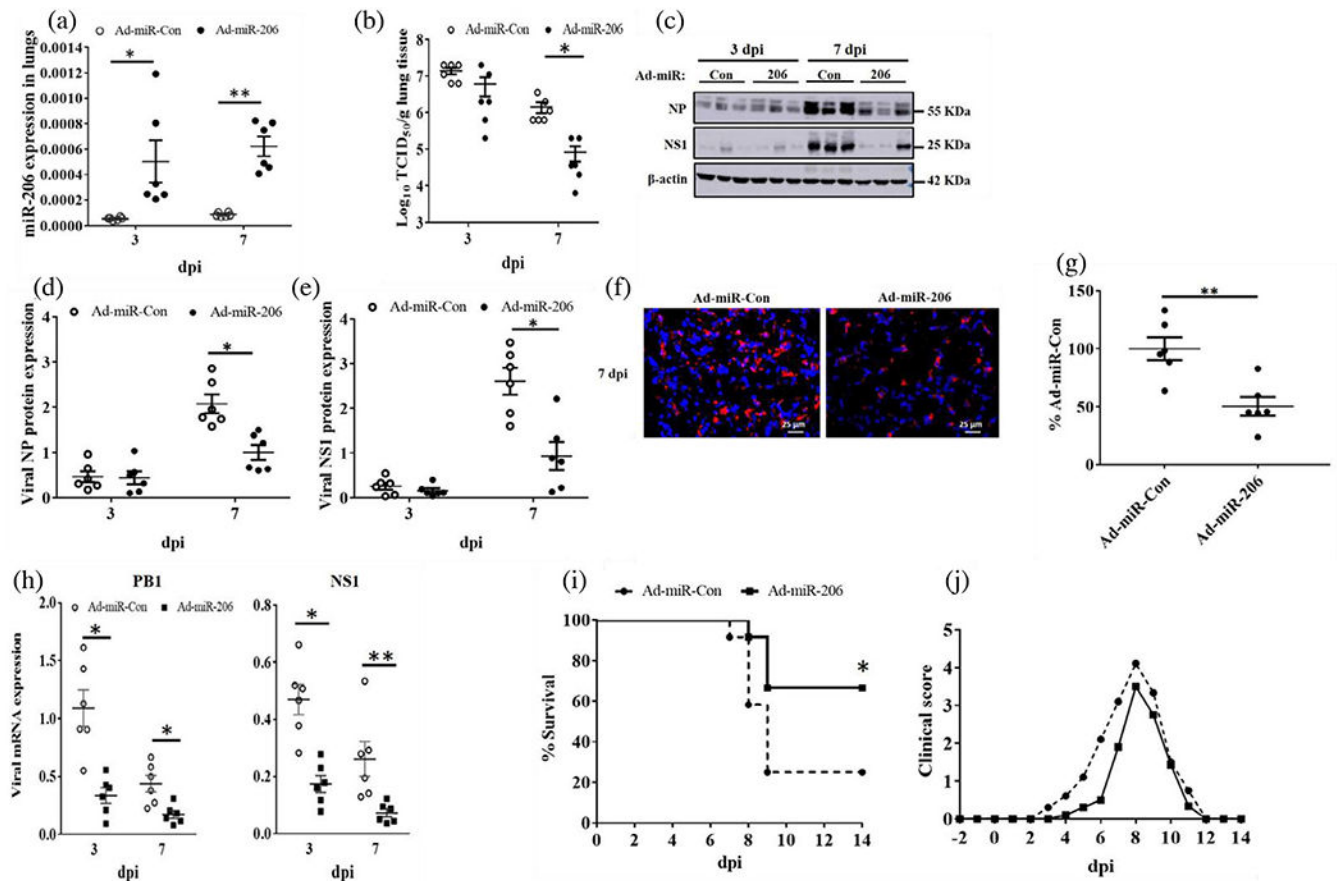 (a)
Ad-miR-Con Ad-miR-206
miR-206 expression in lungs
0.0014
0.0012
0.0010
0.0008
0.0006
0.0004
0.0002
0.0000
*
**
3 7
dpi
(b)
Ad-miR-Con Ad-miR-206
Log10 TCID50/g lung tissue
7
6
5
4
3
2
1
0
*
3 7
dpi
(c)
3 dpi 7 dpi
Ad-miR: Con 206 Con 206
NP 55 KDa
NS1 25 KDa
β-actin 42 KDa
(d)
Ad-miR-Con Ad-miR-206
Viral NP protein expression
4
3
2
1
0
*
3 7
dpi
(e)
Ad-miR-Con Ad-miR-206
Viral NS1 protein expression
4
3
2
1
0
*
3 7
dpi
(f)
Ad-miR-Con Ad-miR-206
7 dpi
25 µm 25 µm
(g)
% Ad-miR-Con
150
100
50
0
**
Ad-miR-Con Ad-miR-206
(h)
PB1 NS1
Ad-miR-Con Ad-miR-206
Viral mRNA expression
1.5
1.0
0.5
0.0
*
*
3 7
dpi
0.8
0.6
0.4
0.2
0.0
*
**
3 7
dpi
(i)
Ad-miR-Con Ad-miR-206
% Survival
100
80
60
40
20
0
*
0 2 4 6 8 10 12 14
dpi
(j)
Clinical score
5
4
3
2
1
0
-2 0 2 4 6 8 10 12 14
dpi